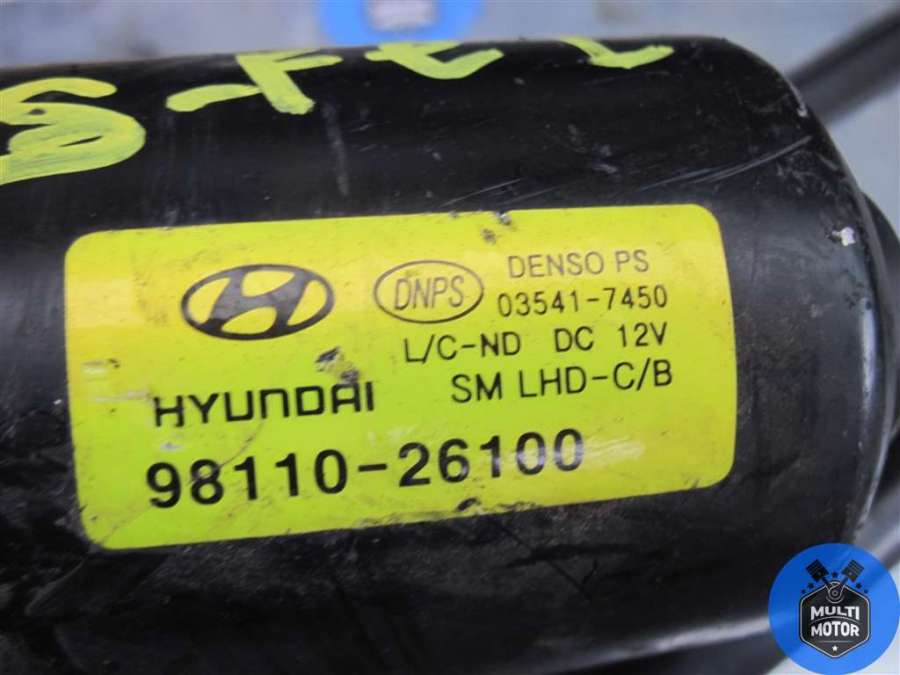 DNPS DENSO PS
03541-7450
L/C-ND DC 12V
HYUNDAI SM LHD-C/B
98110-26100
MULTI
MOTOR